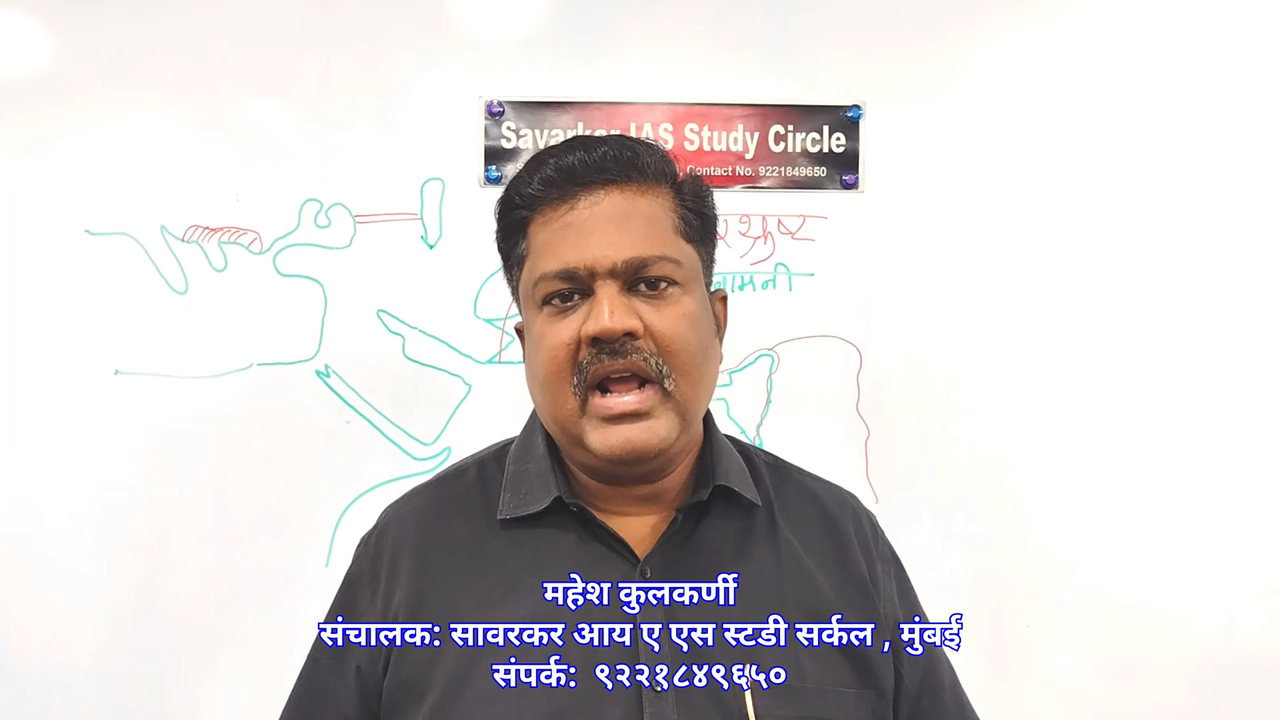 Savarkar IAS Study Circle
Contact No. 9221849650
महेश कुलकर्णी
संचालक: सावरकर आय ए एस स्टडी सर्कल , मुंबई
संपर्क: ९२२१८४९६५०